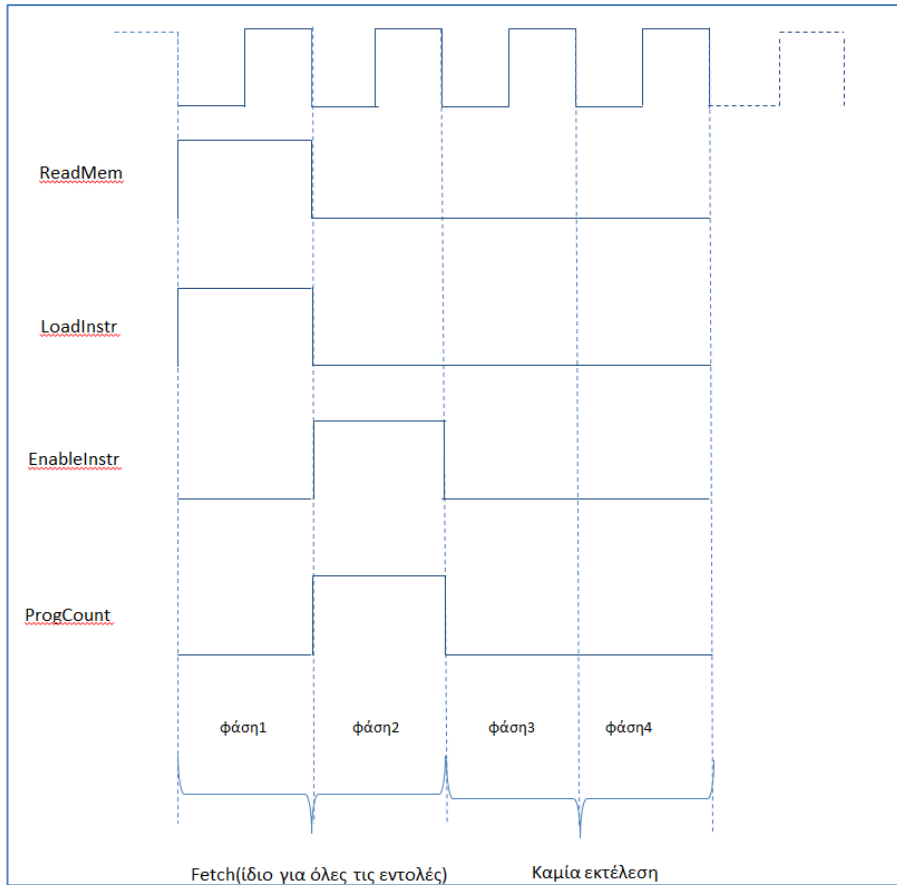 ReadMem
LoadInstr
EnableInstr
ProgCount
φάση1 φάση2 φάση3 φάση4
Fetch(ίδιο για όλες τις εντολές) Καμία εκτέλεση